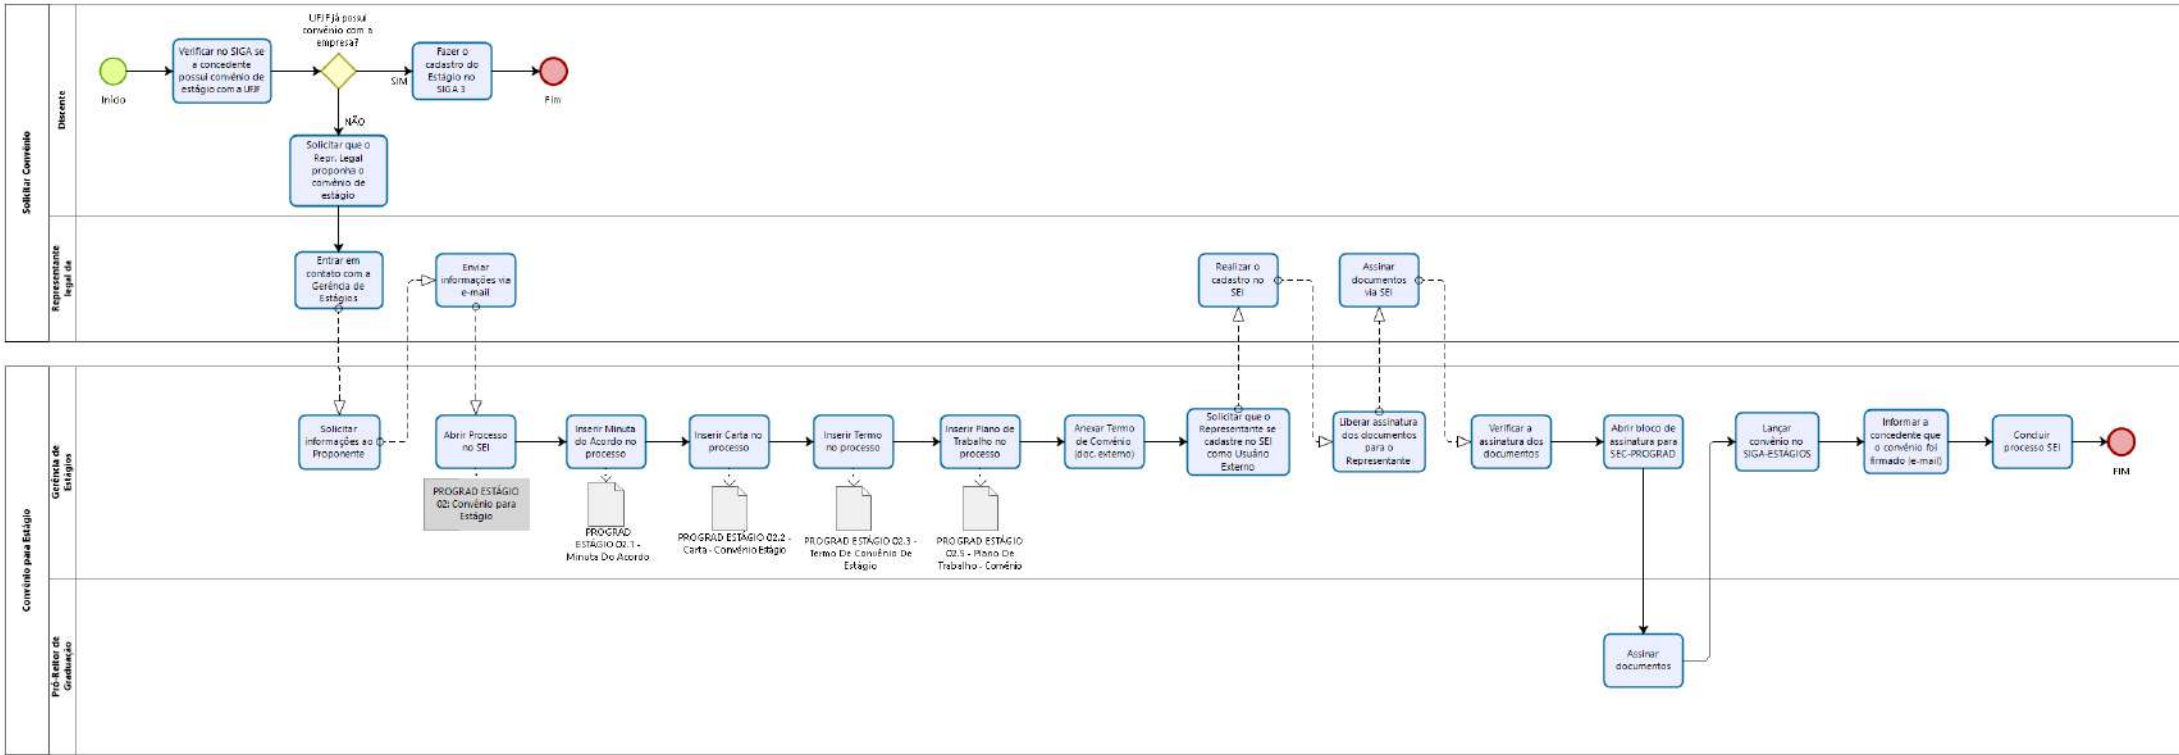 Solicitar Convênio
Discente
Início
Verificar no SIGA se
a concedente
possui convênio de
estágio com a UFJF
UFJF já possui
convênio com a
empresa?
SIM
Fazer o
cadastro do
Estágio no
SIGA 3
Fim
NÃO
Solicitar que o
Repr. Legal
proponha o
convênio de
estágio
Representante
legal da
Entrar em
contato com a
Gerência de
Estágios
Enviar
informações via
e-mail
Realizar o
cadastro no
SEI
Assinar
documentos
via SEI
Convênio para Estágio
Gerência de
Estágios
Solicitar
informações ao
Proponente
Abrir Processo
no SEI
Inserir Minuta
do Acordo no
processo
Inserir Carta no
processo
Inserir Termo
no processo
Inserir Plano de
Trabalho no
processo
Anexar Termo
de Convênio
(doc. externo)
Solicitar que o
Representante se
cadastre no SEI
como Usuário
Externo
Liberar assinatura
dos documentos
para o
Representante
Verificar a
assinatura dos
documentos
Abrir bloco de
assinatura para
SEC-PROGRAD
Lançar
convênio no
SIGA-ESTÁGIOS
Informar a
concedente que
o convênio foi
firmado (e-mail)
Concluir
processo SEI
FIM
PROGRAD ESTÁGIO
02: Convênio para
Estágio
PROGRAD
ESTÁGIO 02.1 -
Minuta Do Acordo
PROGRAD ESTÁGIO 02.2 -
Carta - Convênio Estágio
PROGRAD ESTÁGIO 02.3 -
Termo De Convênio De
Estágio
PROGRAD ESTÁGIO
02.5 - Plano De
Trabalho - Convênio
Pró-Reitor de
Graduação
Assinar
documentos